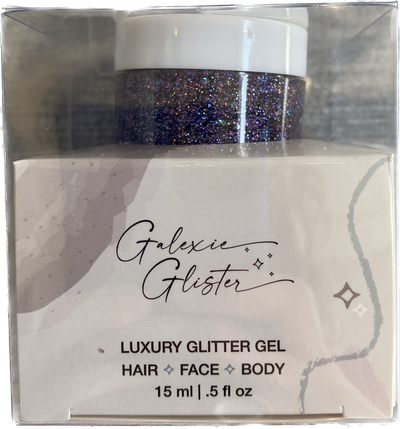 Galexie
Glister
LUXURY GLITTER GEL
HAIR ✧ FACE ✧ BODY
15 ml | .5 fl oz